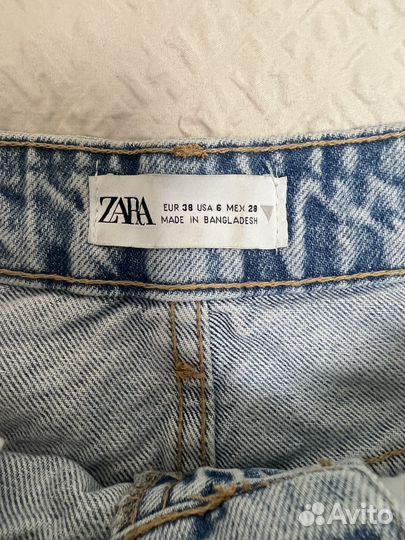 ZARA
EUR 38 USA 6 MEX 28
MADE IN BANGLADESH
Avito